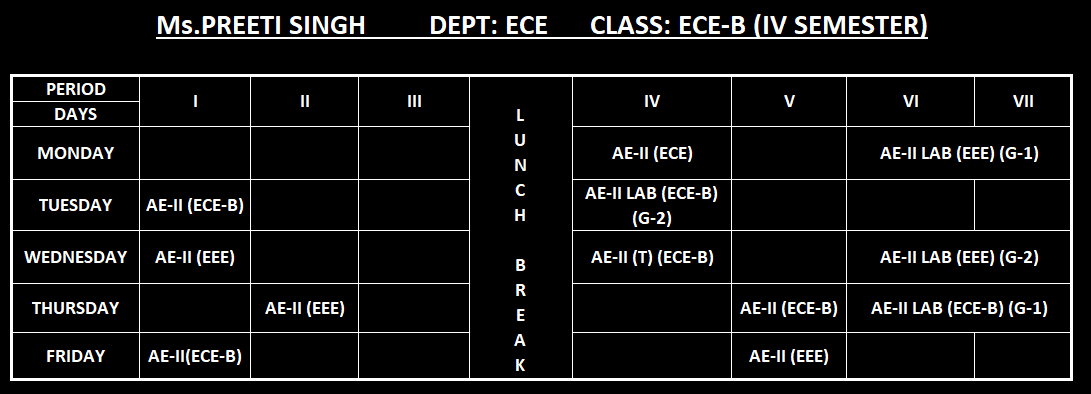 Ms.PREETI SINGH DEPT: ECE CLASS: ECE-B (IV SEMESTER)
PERIOD
DAYS
I II III LUNCH BREAK IV V VI VII
MONDAY AE-II (ECE) AE-II LAB (EEE) (G-1)
TUESDAY AE-II (ECE-B) AE-II LAB (ECE-B)
(G-2)
WEDNESDAY AE-II (EEE) AE-II (T) (ECE-B) AE-II LAB (EEE) (G-2)
THURSDAY AE-II (EEE) AE-II (ECE-B) AE-II LAB (ECE-B) (G-1)
FRIDAY AE-II(ECE-B) AE-II (EEE)